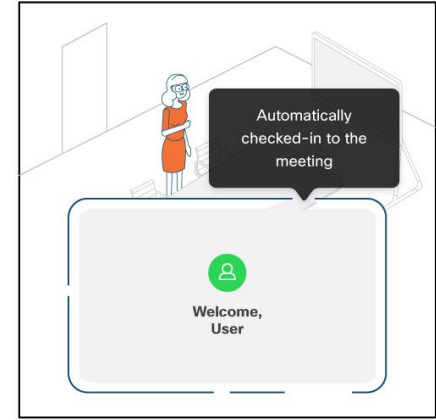 Automatically
checked-in to the
meeting
Welcome,
User